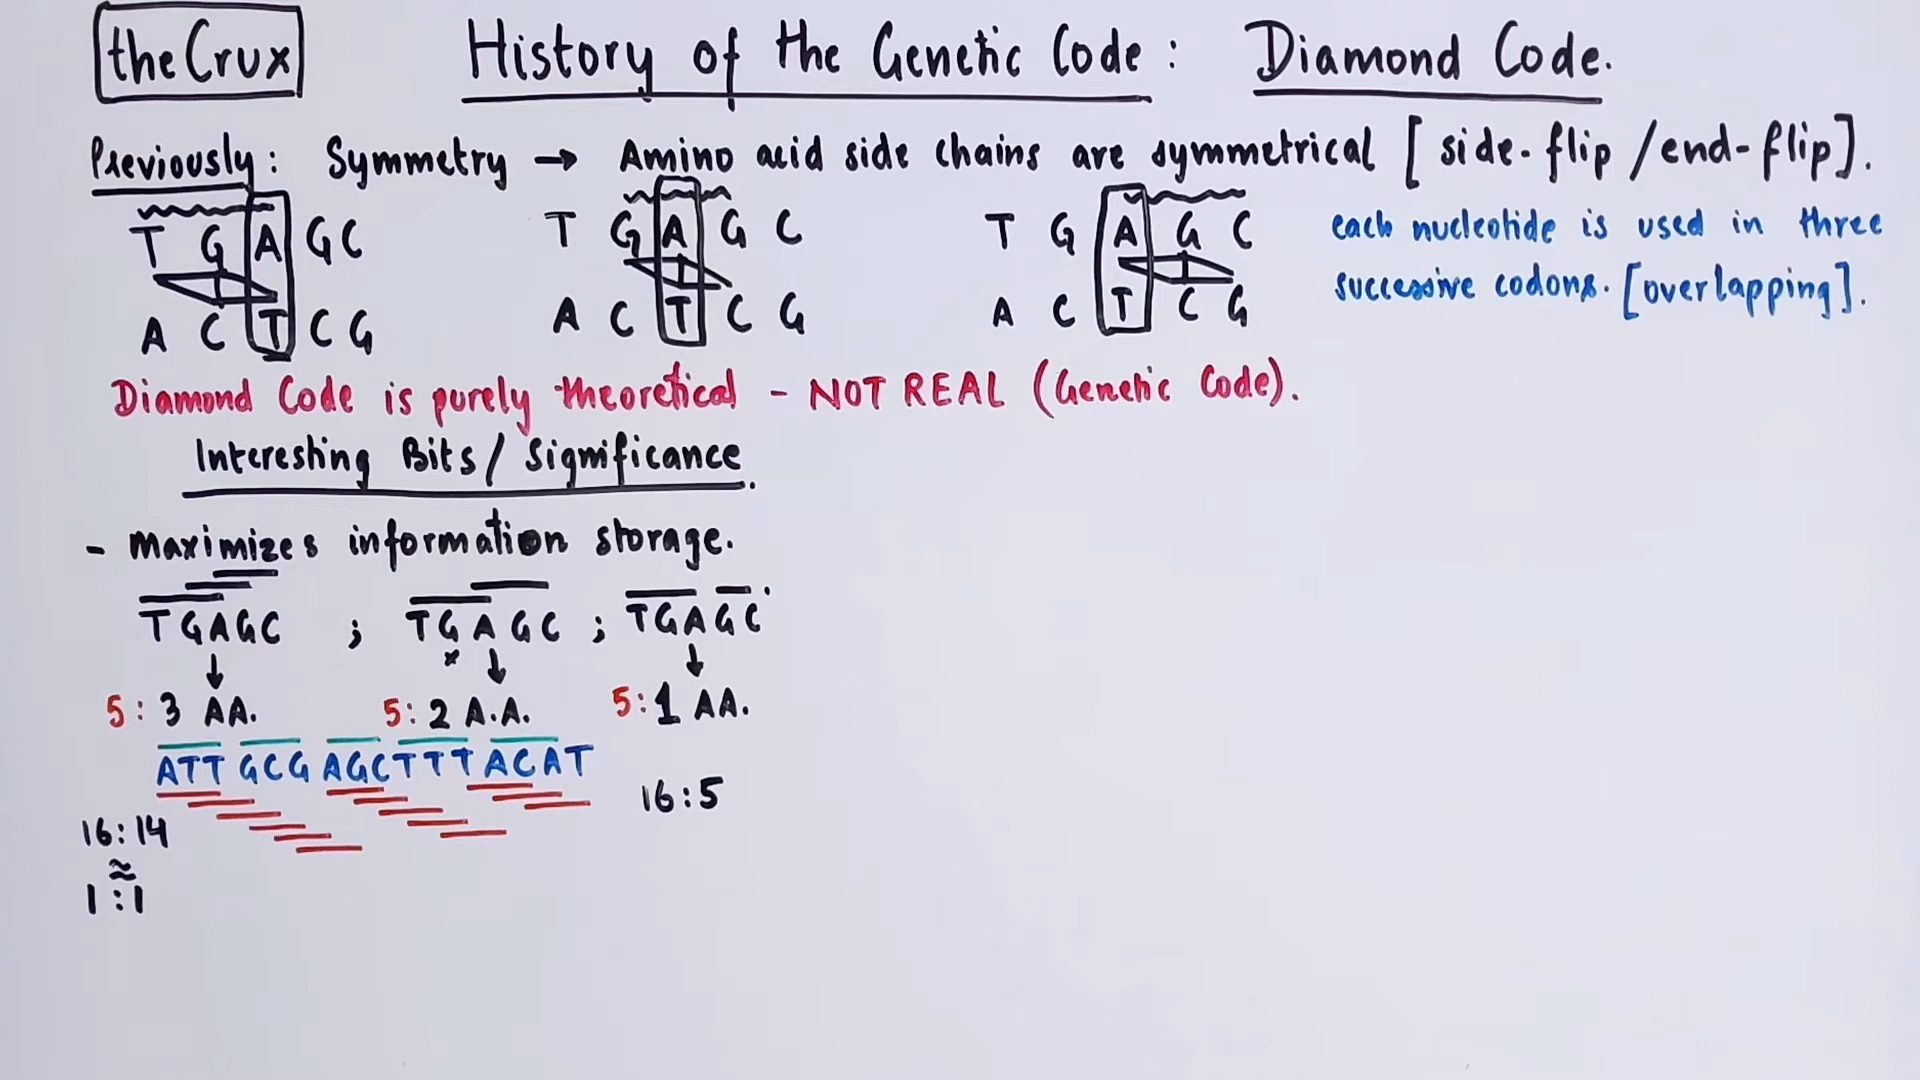 theCrux History of the Genetic Code: Diamond Code.
Previously: Symmetry → Amino acid side chains are symmetrical [side-flip/end-flip].
T G A G C T G A G C T G A G C each nucleotide is used in three
successive codons. [overlapping].
A C T C G A C T C G A C T C G
Diamond Code is purely theoretical - NOT REAL (Genetic Code).
Interesting Bits/Significance.
- Maximizes information storage.
TGAGC ; TGAGC ; TGAGC
5: 3 AA. 5: 2 A.A. 5: 1 AA.
ATT GCG AGCTTT ACAT
16:5
16:14
≈
1:1